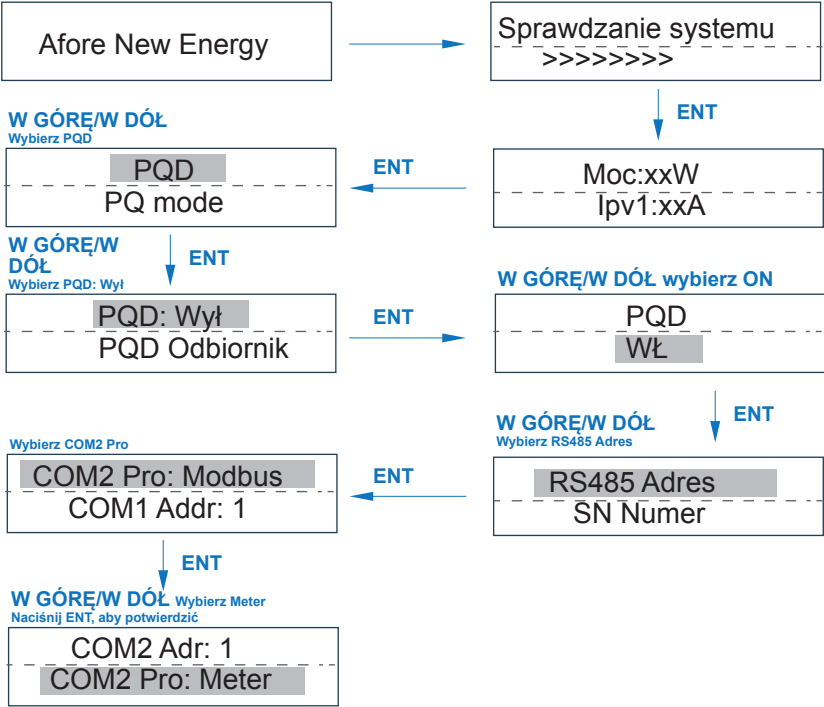 Afore New Energy
Sprawdzanie systemu
>>>>>>>>
ENT
Moc:xxW
Ipv1:xxA
ENT
W GÓRĘ/W DÓŁ
Wybierz PQD
PQD
PQ mode
W GÓRĘ/W
DÓŁ
ENT
Wybierz PQD: Wył
PQD: Wył
PQD Odbiornik
ENT
W GÓRĘ/W DÓŁ wybierz ON
PQD
WŁ
ENT
W GÓRĘ/W DÓŁ
Wybierz RS485 Adres
RS485 Adres
SN Numer
ENT
Wybierz COM2 Pro
COM2 Pro: Modbus
COM1 Addr: 1
ENT
W GÓRĘ/W DÓŁ Wybierz Meter
Naciśnij ENT, aby potwierdzić
COM2 Adr: 1
COM2 Pro: Meter